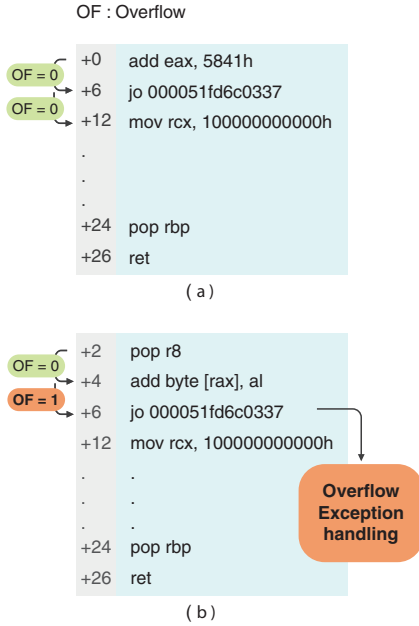 OF : Overflow
+0 add eax, 5841h
OF = 0
+6 jo 000051fd6c0337
OF = 0
+12 mov rcx, 100000000000h
.
.
.
+24 pop rbp
+26 ret
( a )
+2 pop r8
OF = 0
+4 add byte [rax], al
OF = 1
+6 jo 000051fd6c0337
+12 mov rcx, 100000000000h
. .
. .
. .
Overflow
Exception
handling
+24 pop rbp
+26 ret
( b )